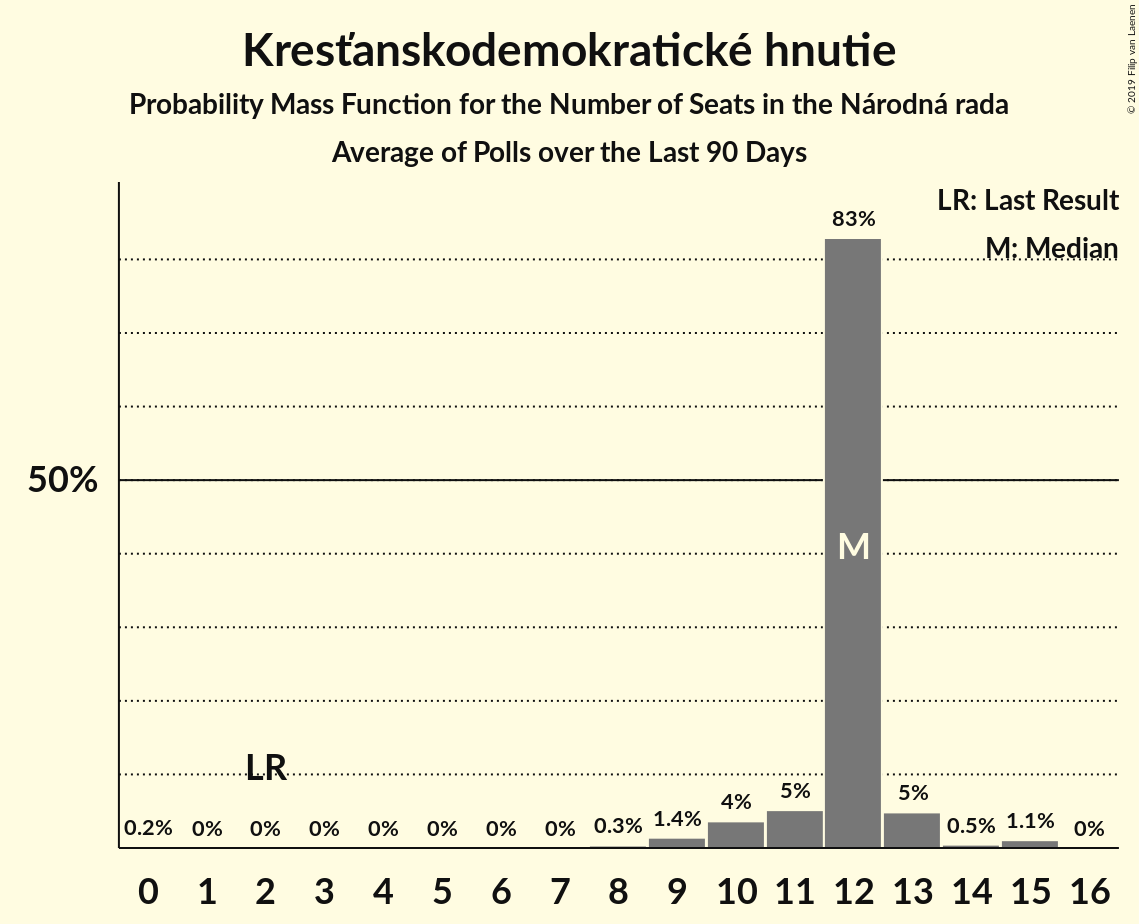 Kresťanskodemokratické hnutie
Probability Mass Function for the Number of Seats in the Národná rada
Average of Polls over the Last 90 Days
© 2019 Filip van Laenen
LR: Last Result
M: Median
83%
50%
M
LR
0.2% 0% 0% 0% 0% 0% 0% 0% 0.3% 1.4% 4% 5% 5% 0.5% 1.1% 0%
0 1 2 3 4 5 6 7 8 9 10 11 12 13 14 15 16